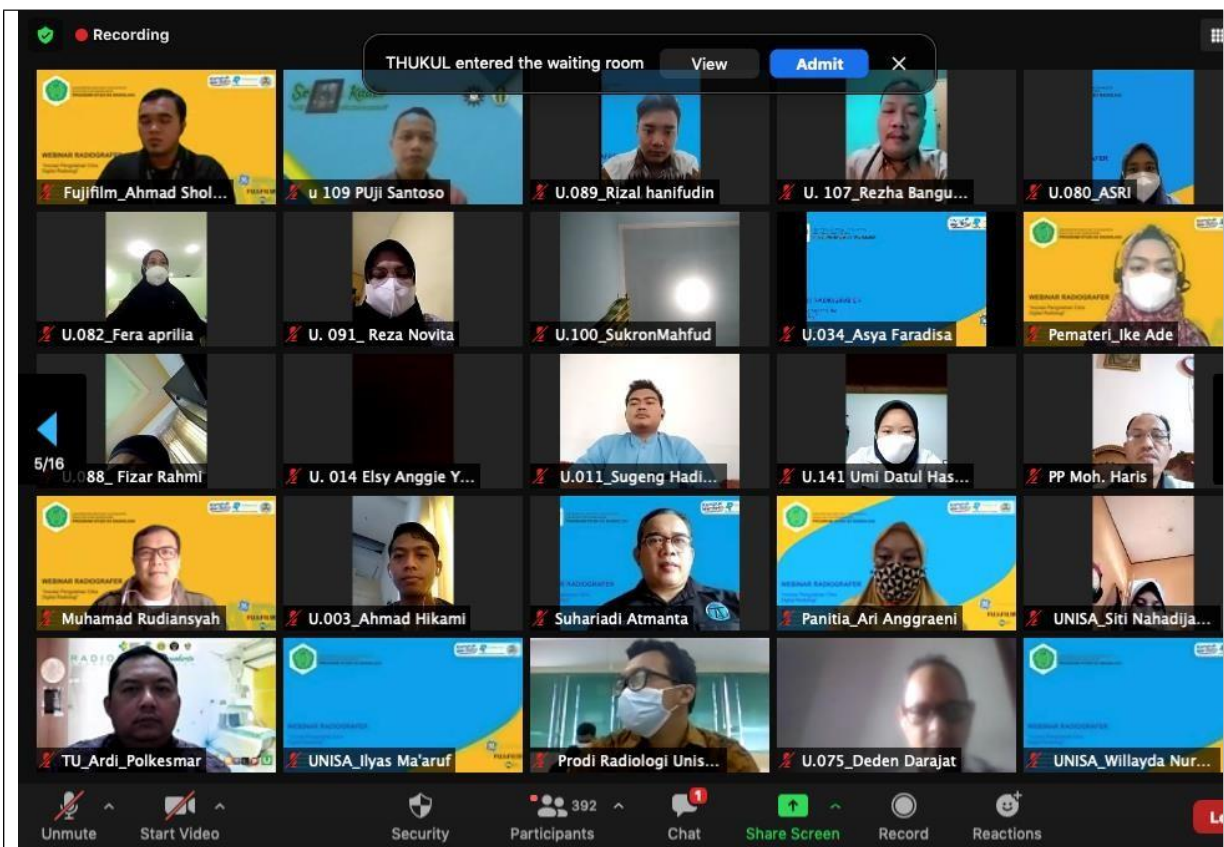 Recording
THUKUL entered the waiting room View Admit
WEBINAR RADIOGRAFER
Fujifilm_Ahmad Shol...
u 109 PUji Santoso
U.089_Rizal hanifudin
U. 107_Rezha Bangu...
U.080_ASRI
U.082_Fera aprilia
U. 091_ Reza Novita
U.100_SukronMahfud
U.034_Asya Faradisa
WEBINAR RADIOGRAFER
Pemateri_Ike Ade
5/16
U.088_ Fizar Rahmi
U. 014 Elsy Anggie Y...
U.011_Sugeng Hadi...
U.141 Umi Datul Has...
PP Moh. Haris
WEBINAR RADIOGRAFER
Muhamad Rudiansyah
U.003_Ahmad Hikami
Suhariadi Atmanta
Panitia_Ari Anggraeni
UNISA_Siti Nahadija...
TU_Ardi_Polkesmar
UNISA_Ilyas Ma'aruf
Prodi Radiologi Unis...
U.075_Deden Darajat
UNISA_Willayda Nur...
Unmute
Start Video
Security
392
Participants
1
Chat
Share Screen
Record
Reactions